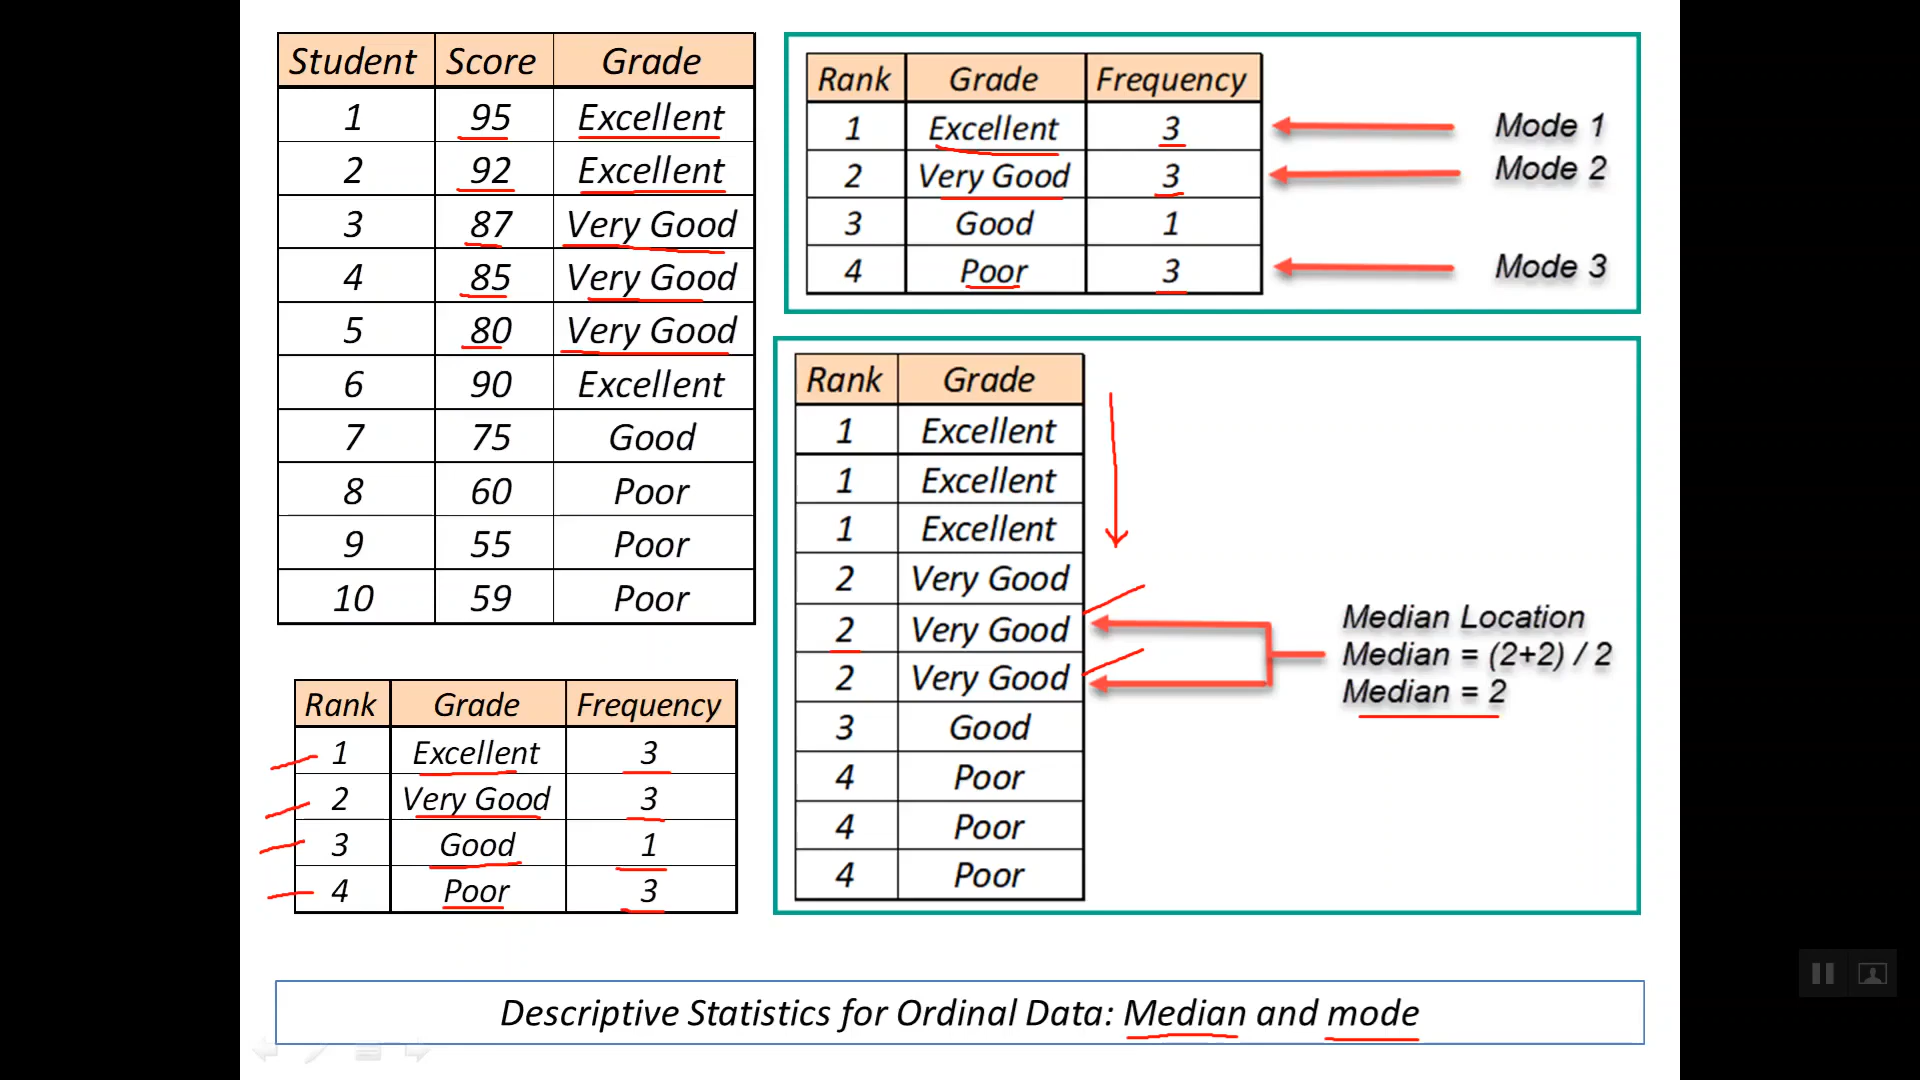 Student Score Grade
1 95 Excellent
2 92 Excellent
3 87 Very Good
4 85 Very Good
5 80 Very Good
6 90 Excellent
7 75 Good
8 60 Poor
9 55 Poor
10 59 Poor
Rank Grade Frequency
1 Excellent 3
2 Very Good 3
3 Good 1
4 Poor 3
Rank Grade Frequency
1 Excellent 3 Mode 1
2 Very Good 3 Mode 2
3 Good 1
4 Poor 3 Mode 3
Rank Grade
1 Excellent
1 Excellent
1 Excellent
2 Very Good
2 Very Good
2 Very Good
3 Good
4 Poor
4 Poor
4 Poor
Median Location
Median = (2+2) / 2
Median = 2
Descriptive Statistics for Ordinal Data: Median and mode